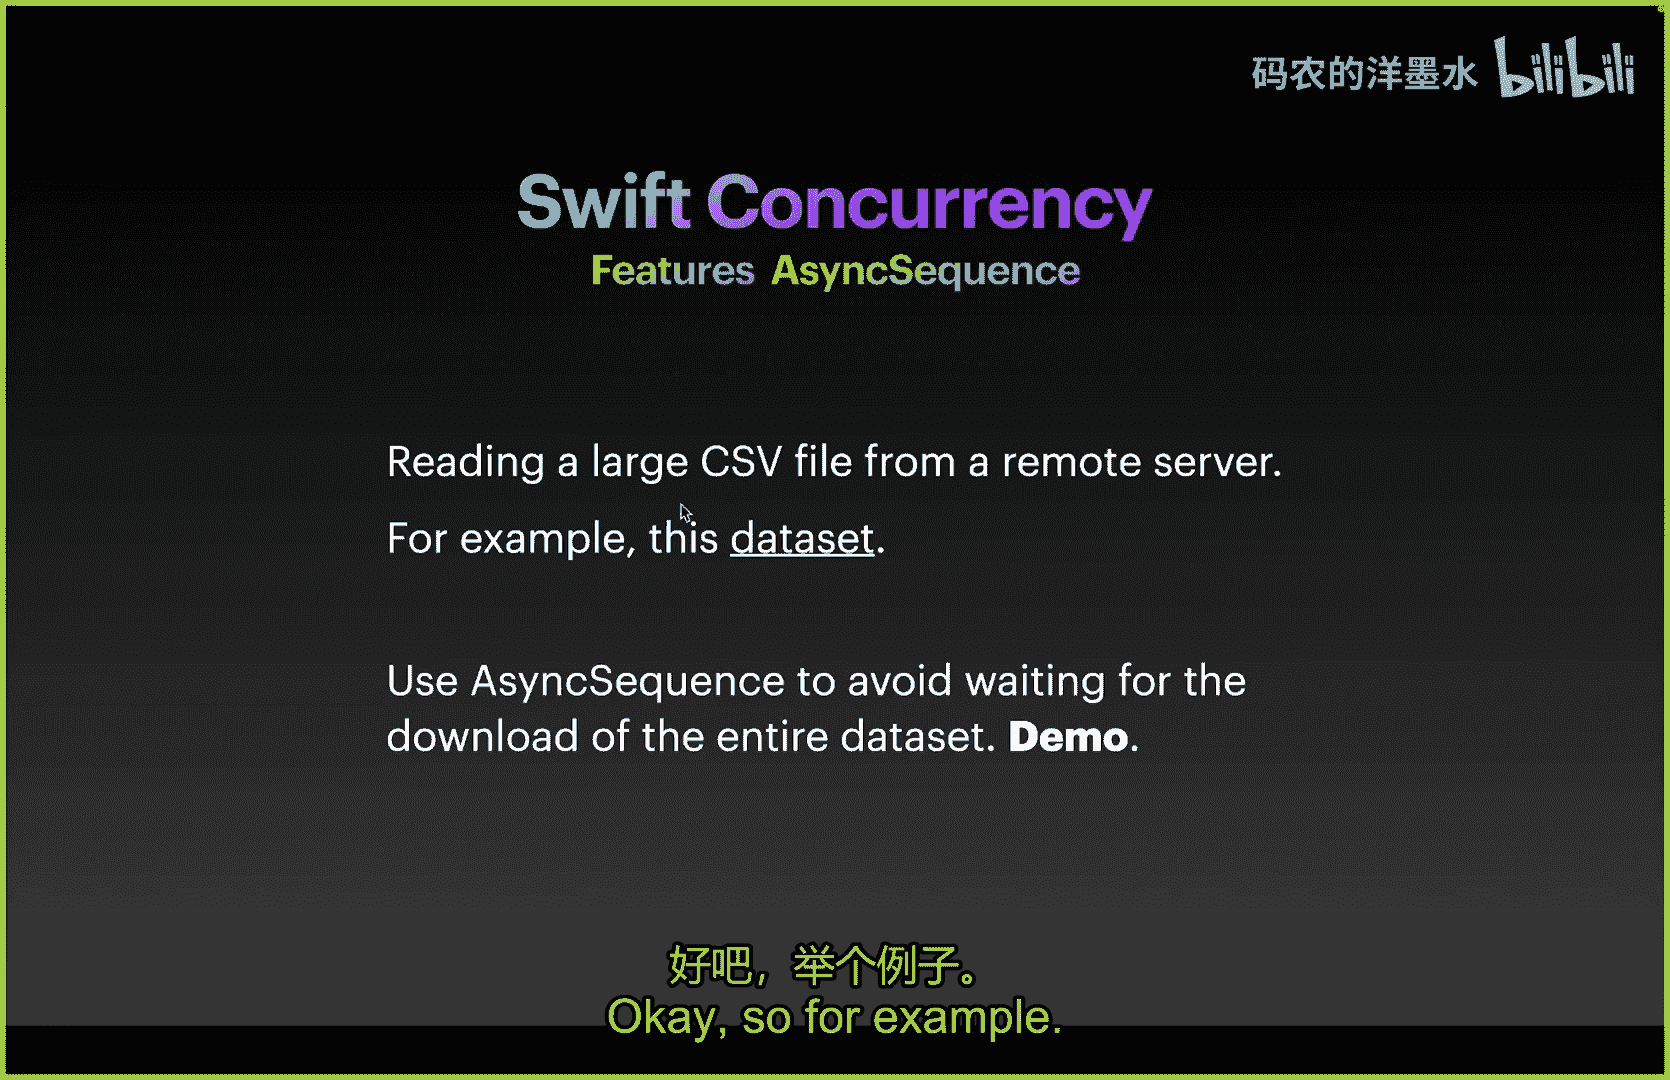 码农的洋墨水 bilibili
Swift Concurrency
Features AsyncSequence
Reading a large CSV file from a remote server.
For example, this dataset.
Use AsyncSequence to avoid waiting for the
download of the entire dataset. Demo.
好吧，举个例子。
Okay, so for example.